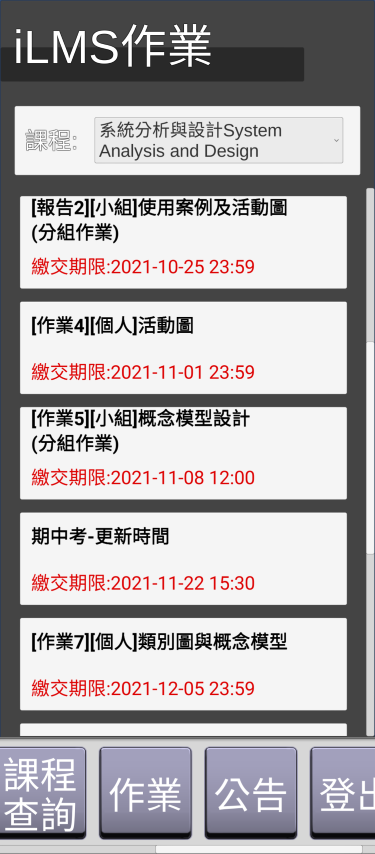 iLMS作業
課程:
系統分析與設計System
Analysis and Design
[報告2][小組]使用案例及活動圖
(分組作業)
繳交期限:2021-10-25 23:59
[作業4][個人]活動圖
繳交期限:2021-11-01 23:59
[作業5][小組]概念模型設計
(分組作業)
繳交期限:2021-11-08 12:00
期中考-更新時間
繳交期限:2021-11-22 15:30
[作業7][個人]類別圖與概念模型
繳交期限:2021-12-05 23:59
課程
查詢
作業
公告
登出